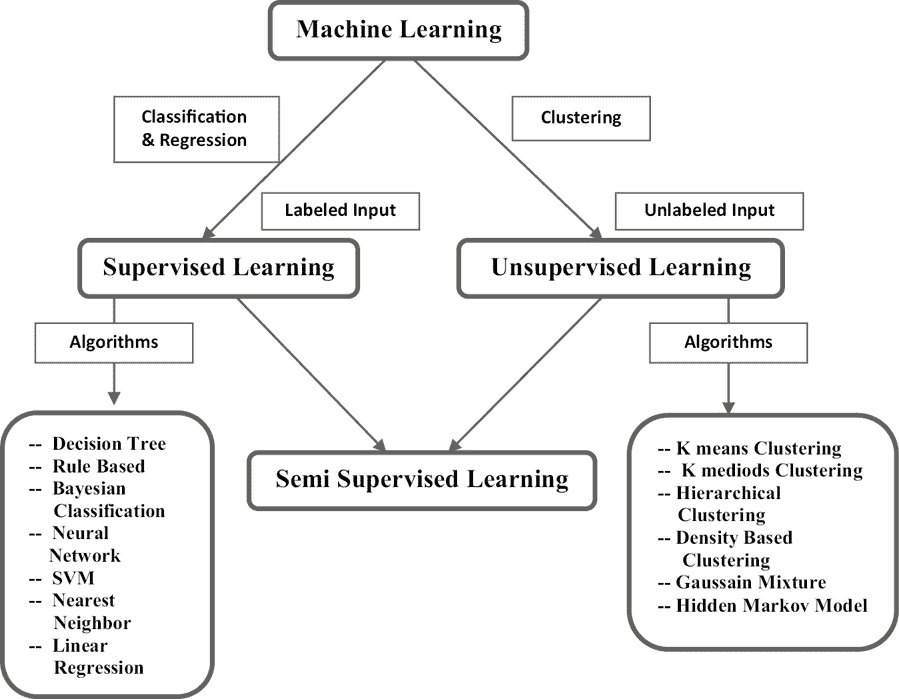 Machine Learning
Classification
& Regression
Clustering
Labeled Input
Unlabeled Input
Supervised Learning
Unsupervised Learning
Algorithms
Algorithms
-- Decision Tree
-- Rule Based
-- Bayesian
Classification
-- Neural
Network
-- SVM
-- Nearest
Neighbor
-- Linear
Regression
Semi Supervised Learning
-- K means Clustering
-- K mediods Clustering
-- Hierarchical
Clustering
-- Density Based
Clustering
-- Gaussain Mixture
-- Hidden Markov Model